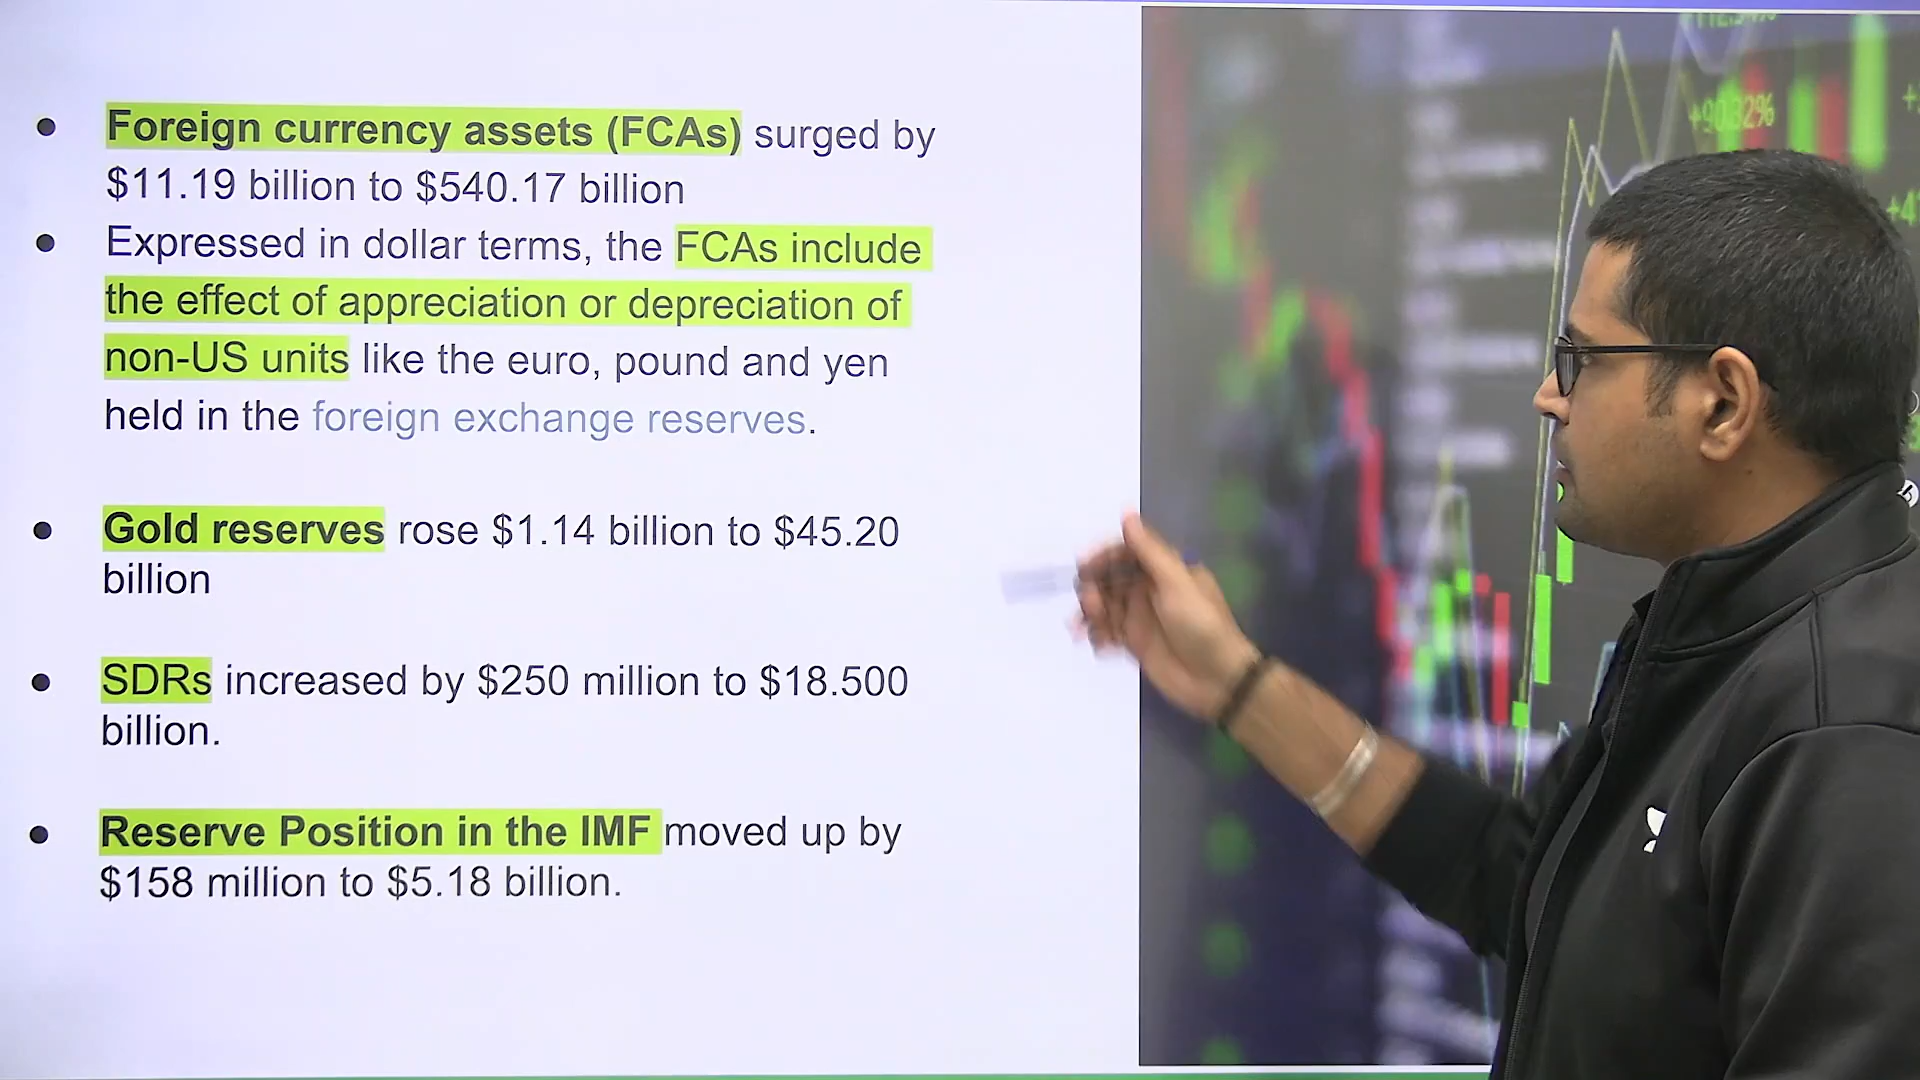 Foreign currency assets (FCAs) surged by
$11.19 billion to $540.17 billion
Expressed in dollar terms, the FCAs include
the effect of appreciation or depreciation of
non-US units like the euro, pound and yen
held in the foreign exchange reserves.
Gold reserves rose $1.14 billion to $45.20
billion
SDRs increased by $250 million to $18.500
billion.
Reserve Position in the IMF moved up by
$158 million to $5.18 billion.
+90.32%